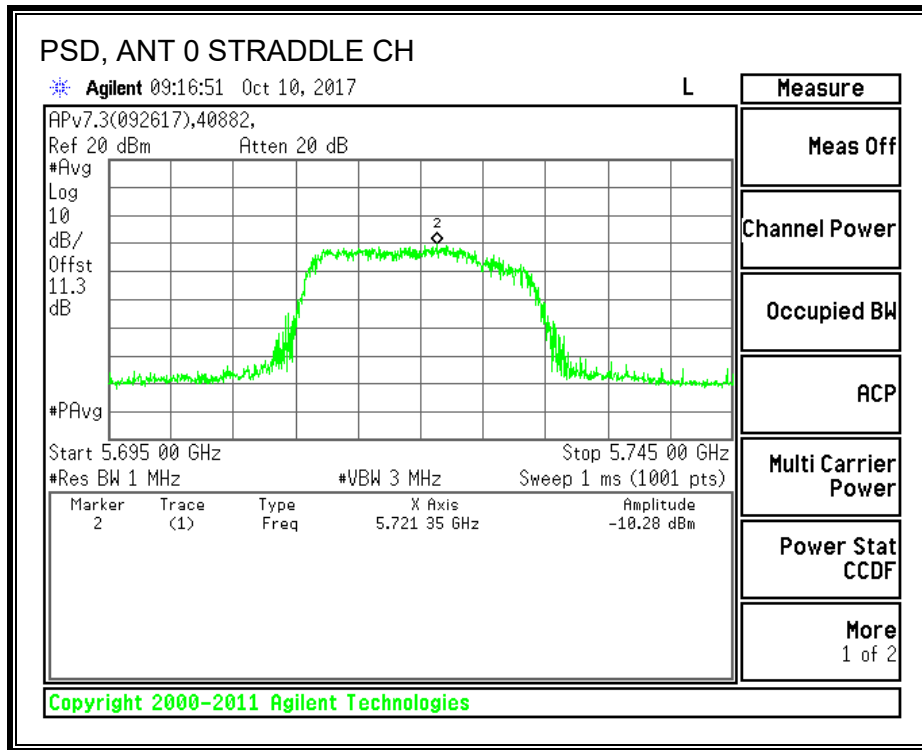 PSD, ANT 0 STRADDLE CH
Agilent 09:16:51 Oct 10, 2017 L
Measure
APv7.3(092617),40882,
Ref 20 dBm Atten 20 dB
Meas Off
#Avg
Log
10
dB/
Offst
11.3
dB
2
Channel Power
Occupied BW
ACP
#PAvg
Start 5.695 00 GHz Stop 5.745 00 GHz
#Res BW 1 MHz #VBW 3 MHz Sweep 1 ms (1001 pts)
Multi Carrier
Power
Marker Trace Type X Axis Amplitude
2 (1) Freq 5.721 35 GHz -10.28 dBm
Power Stat
CCDF
More
1 of 2
Copyright 2000-2011 Agilent Technologies